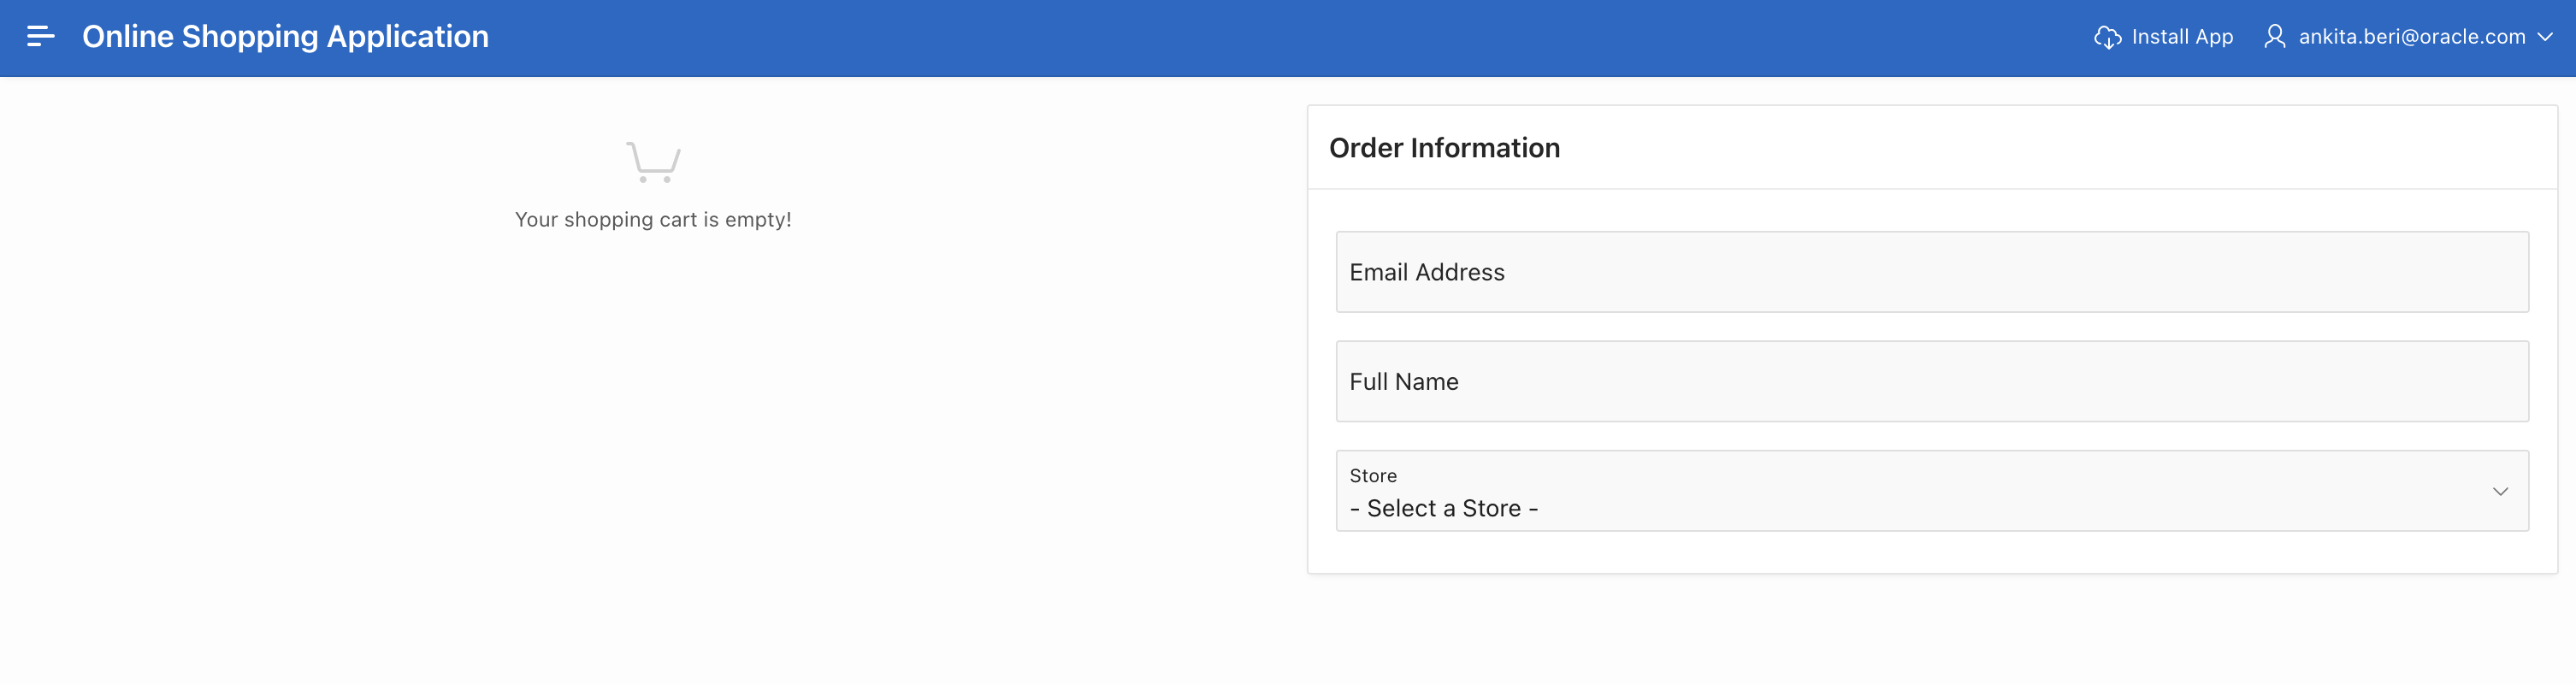 Online Shopping Application
Install App
ankita.beri@oracle.com
Your shopping cart is empty!
Order Information
Email Address
Full Name
Store
- Select a Store -